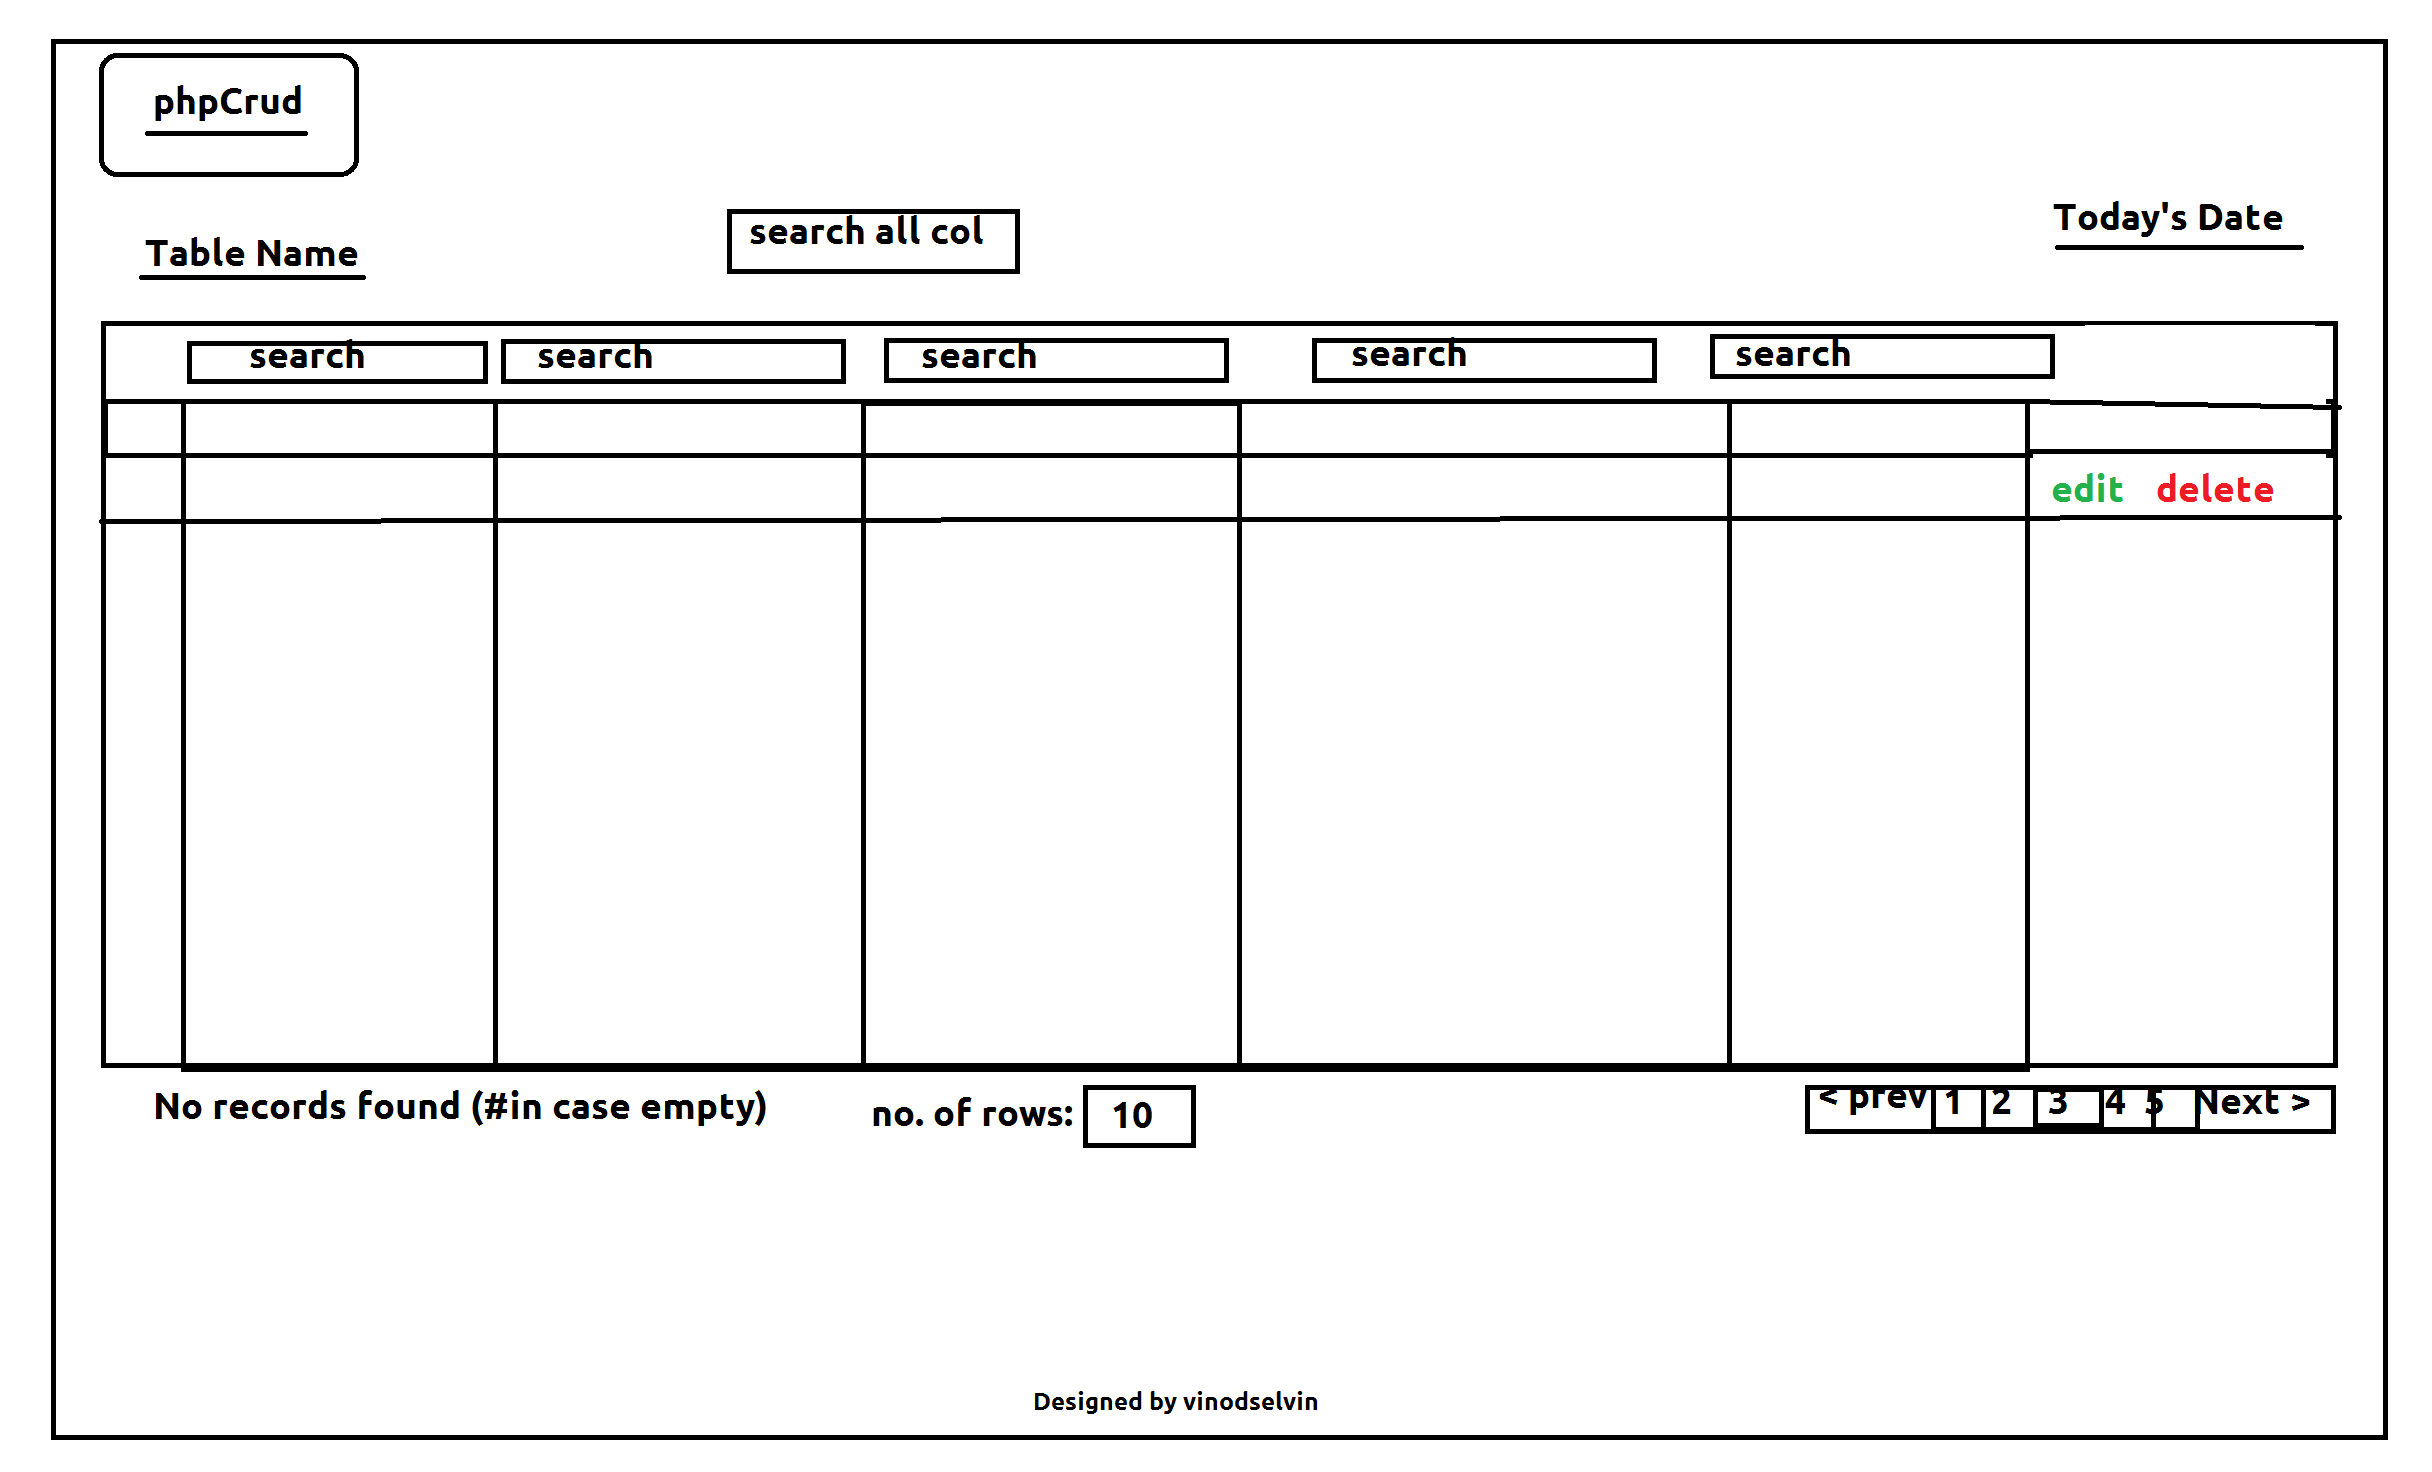 phpCrud
Table Name
search all col
Today's Date
search search search search search
edit delete
No records found (#in case empty)
no. of rows: 10
< prev 1 2 3 4 5 Next >
Designed by vinodselvin